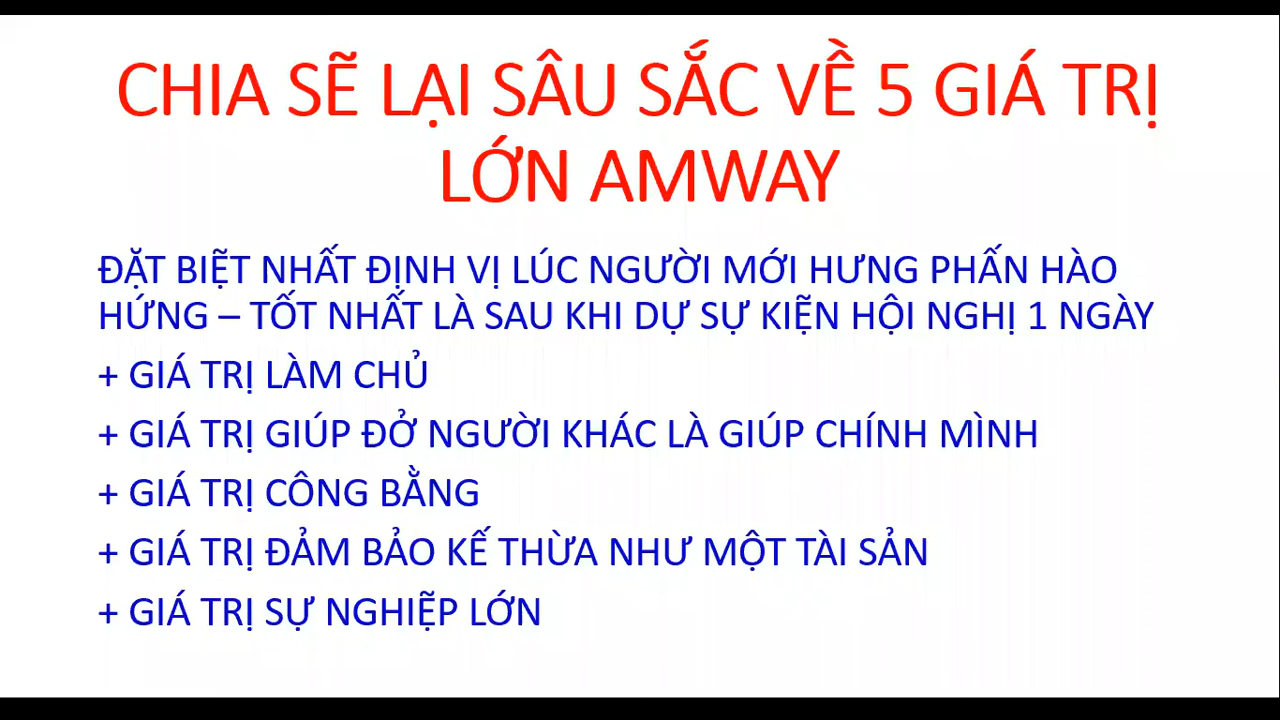 CHIA SẼ LẠI SÂU SẮC VỀ 5 GIÁ TRỊ
LỚN AMWAY
ĐẶT BIỆT NHẤT ĐỊNH VỊ LÚC NGƯỜI MỚI HƯNG PHẤN HÀO
HỨNG – TỐT NHẤT LÀ SAU KHI DỰ SỰ KIỆN HỘI NGHỊ 1 NGÀY
+ GIÁ TRỊ LÀM CHỦ
+ GIÁ TRỊ GIÚP ĐỞ NGƯỜI KHÁC LÀ GIÚP CHÍNH MÌNH
+ GIÁ TRỊ CÔNG BẰNG
+ GIÁ TRỊ ĐẢM BẢO KẾ THỪA NHƯ MỘT TÀI SẢN
+ GIÁ TRỊ SỰ NGHIỆP LỚN